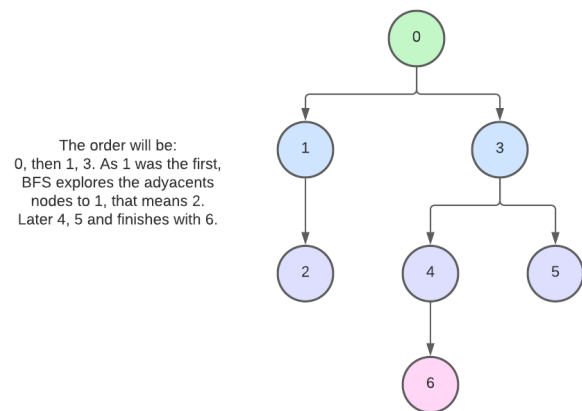 0
1
3
The order will be:
0, then 1, 3. As 1 was the first,
BFS explores the adyacents
nodes to 1, that means 2.
Later 4, 5 and finishes with 6.
2
4
5
6